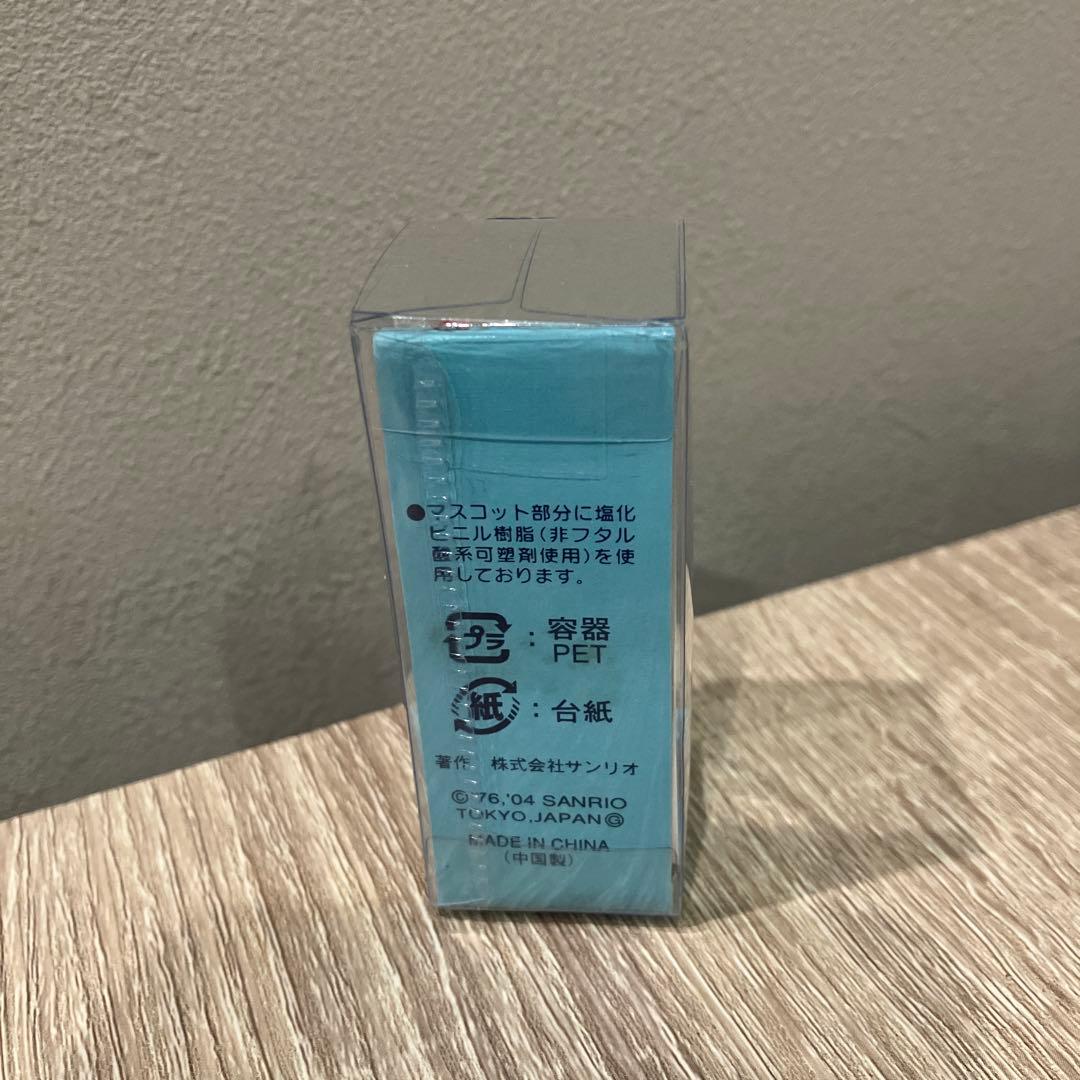 ●マスコット部分に塩化
ビニル樹脂(非フタル
酸系可塑剤使用)を使
用しております。
プラ : 容器
PET
紙 : 台紙
著作 株式会社サンリオ
©'76,'04 SANRIO
TOKYO,JAPAN Ⓖ
MADE IN CHINA
(中国製)